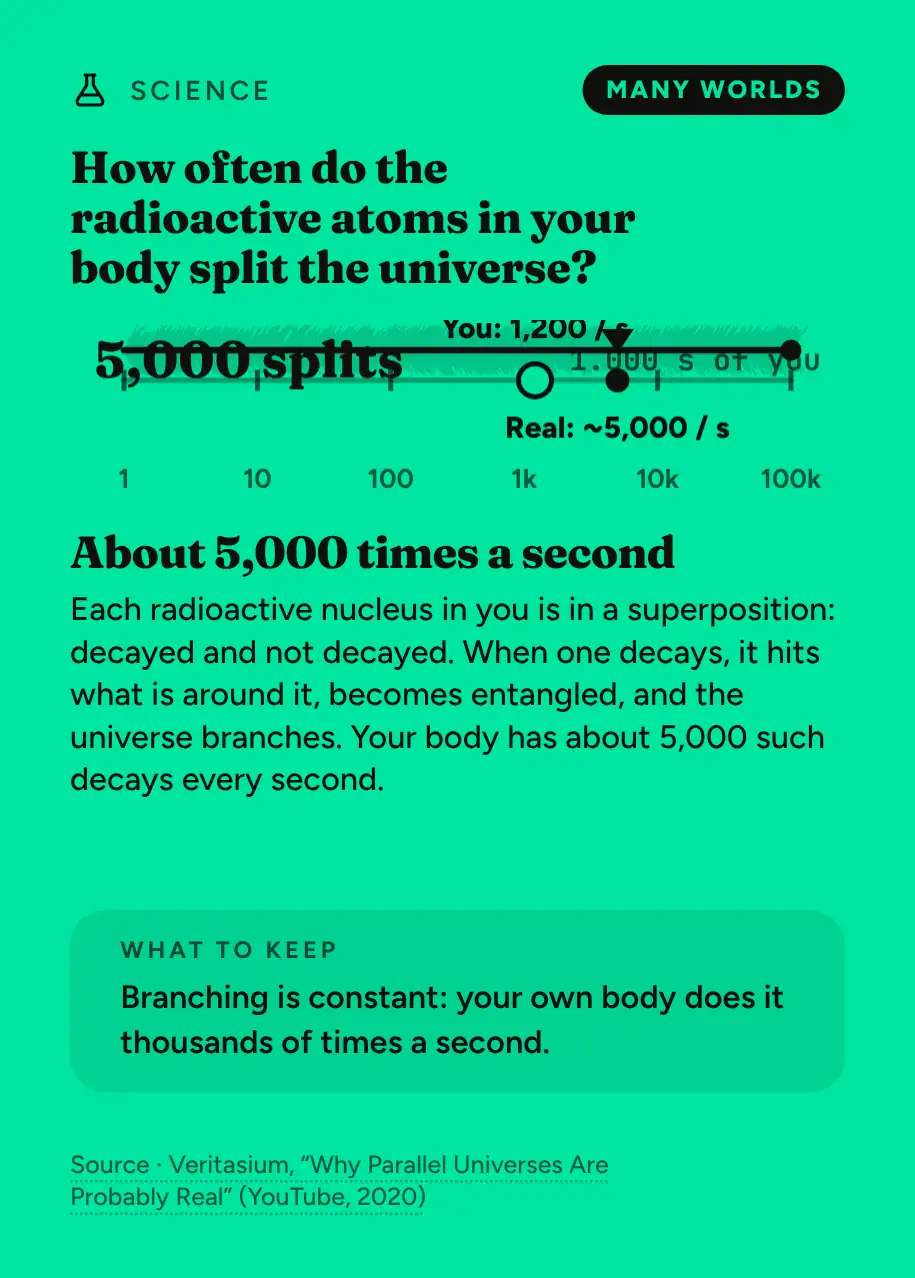 SCIENCE
MANY WORLDS
How often do the
radioactive atoms in your
body split the universe?
You: 1,200 / s
5,000 splits
1.000 s of you
Real: ~5,000 / s
1 10 100 1k 10k 100k
About 5,000 times a second
Each radioactive nucleus in you is in a superposition:
decayed and not decayed. When one decays, it hits
what is around it, becomes entangled, and the
universe branches. Your body has about 5,000 such
decays every second.
WHAT TO KEEP
Branching is constant: your own body does it
thousands of times a second.
Source · Veritasium, “Why Parallel Universes Are
Probably Real” (YouTube, 2020)